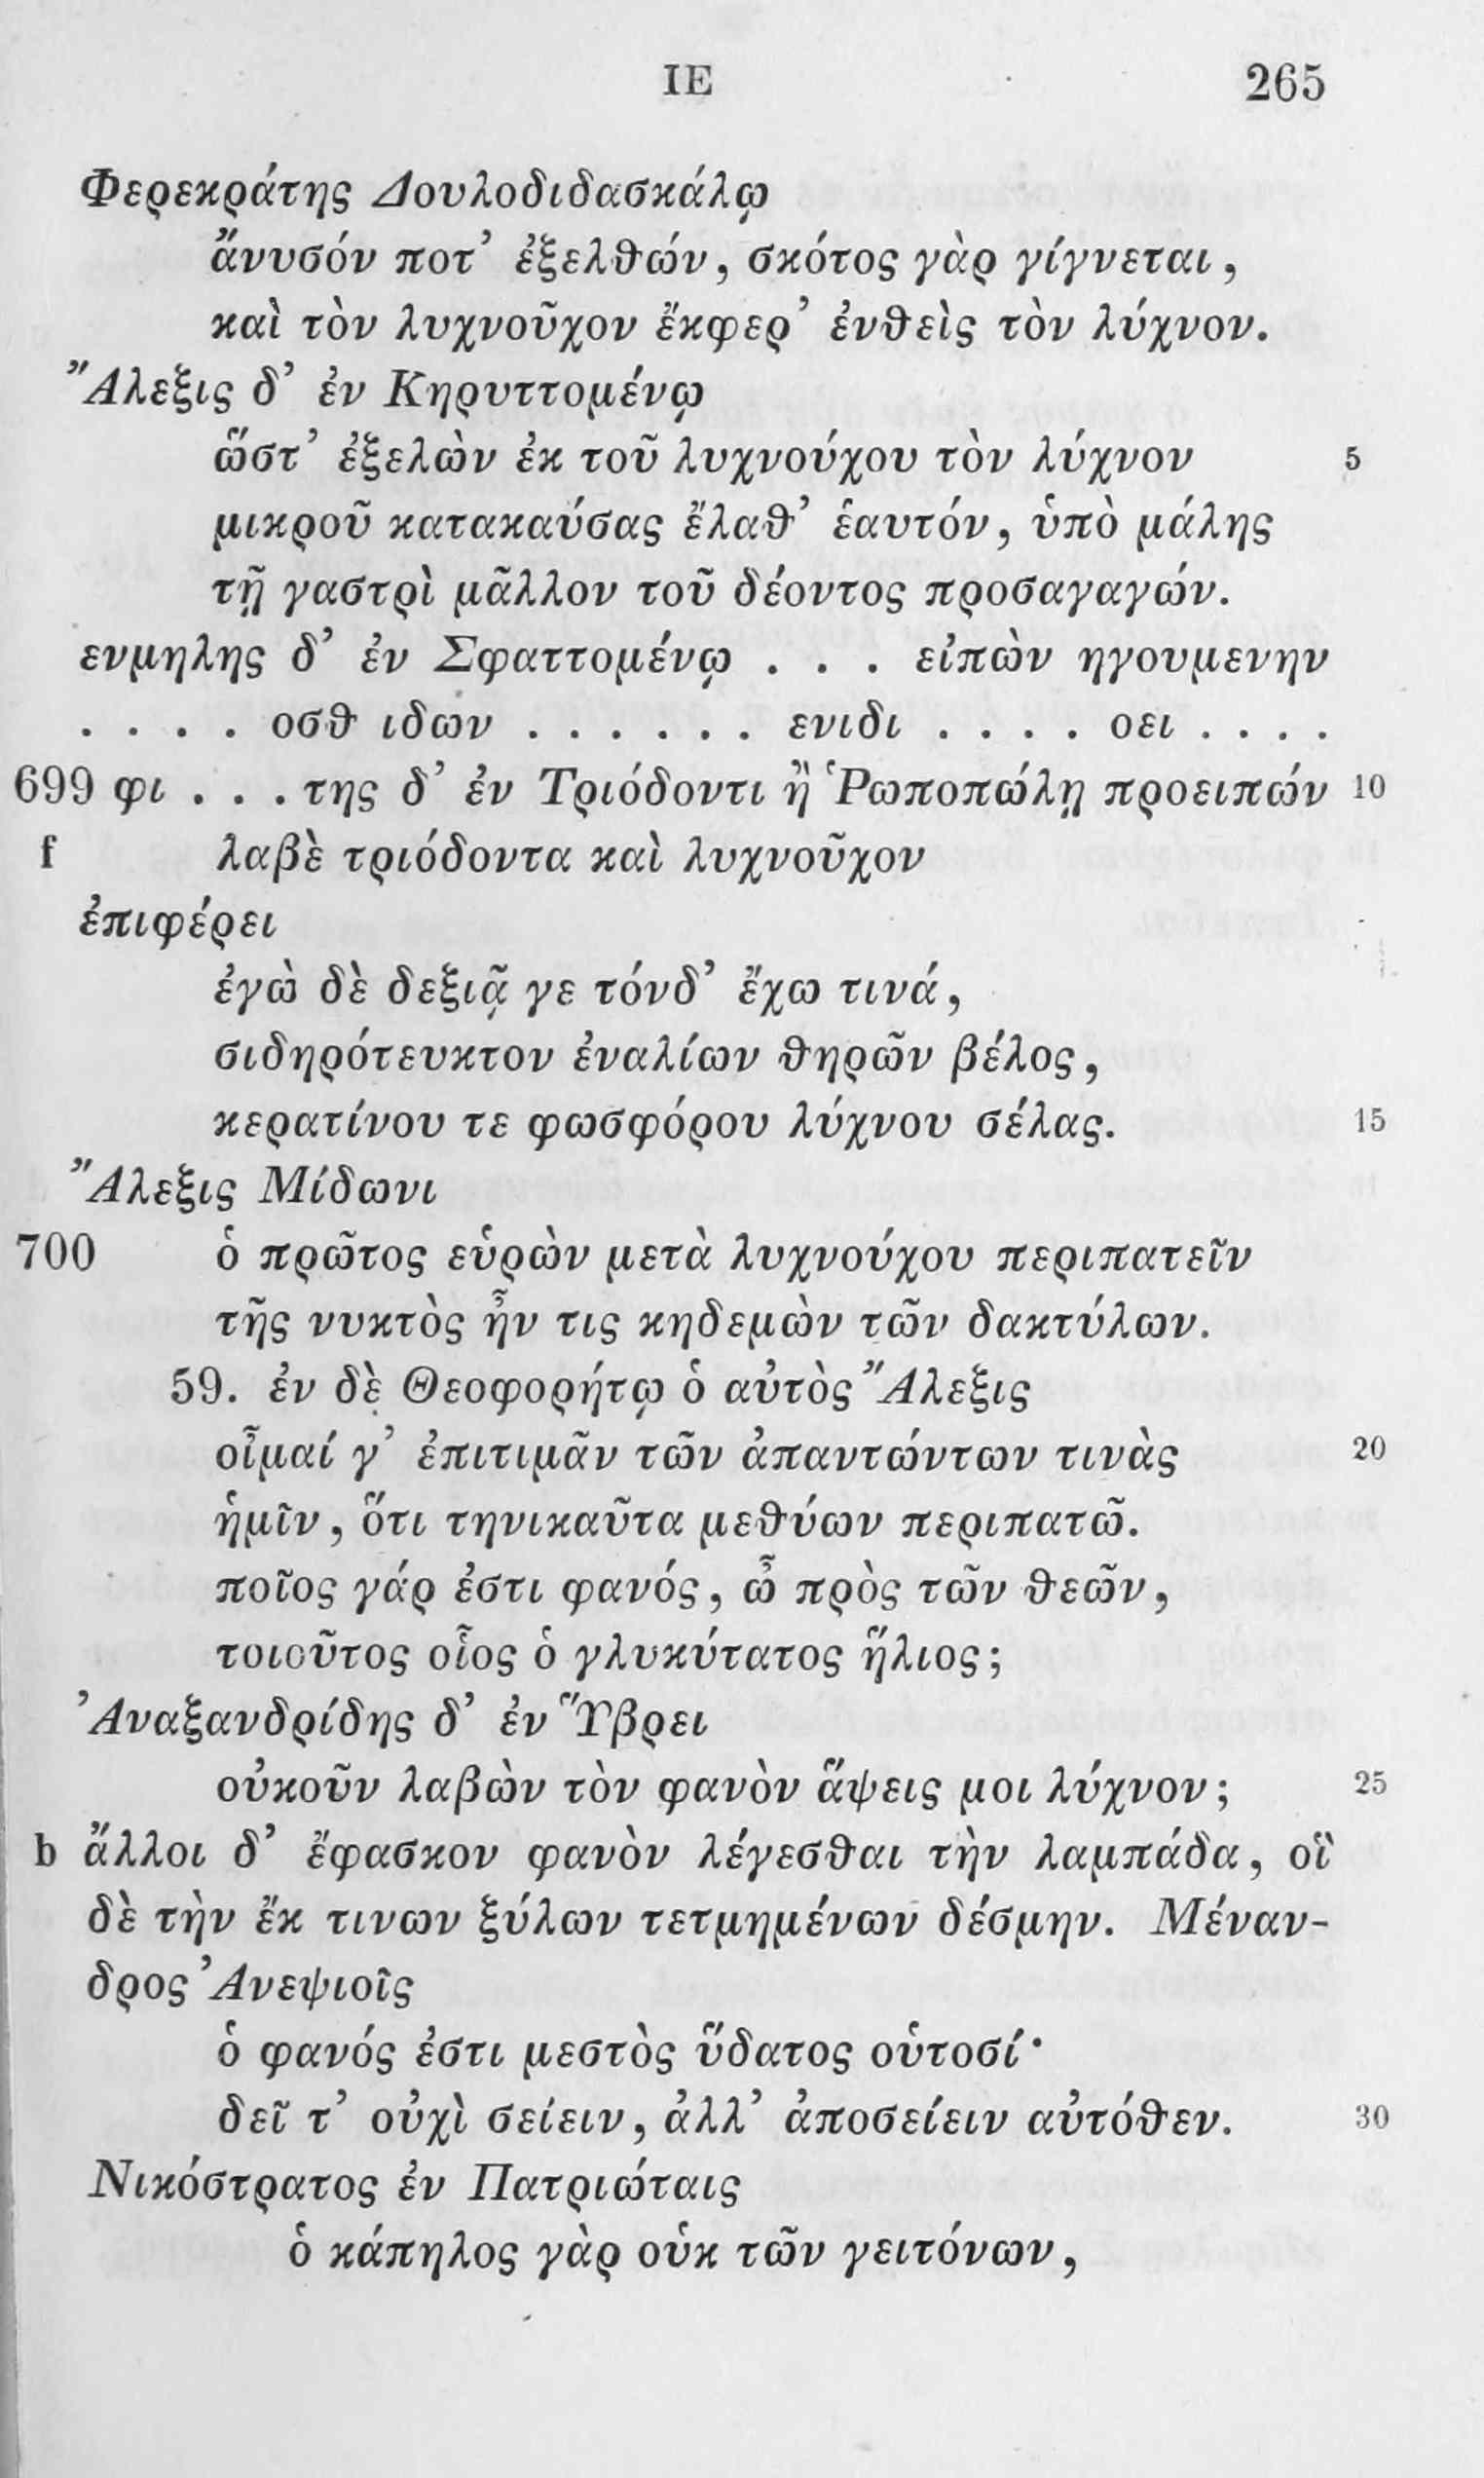 ΙΕ 265
Φερεκράτης Δουλοδιδασκάλῳ
ἄνυσόν ποτ’ ἐξελθών, σκότος γὰρ γίγνεται,
καὶ τὸν λυχνοῦχον ἔκφερ’ ἐνθεὶς τὸν λύχνον.
Ἄλεξις δ’ ἐν Κηρυττομένῳ
ὥστ’ ἐξελὼν ἐκ τοῦ λυχνούχου τὸν λύχνον 5
μικροῦ κατακαύσας ἔλαθ’ ἑαυτόν, ὑπὸ μάλης
τῇ γαστρὶ μᾶλλον τοῦ δέοντος προσαγαγών.
ενμηλης δ’ ἐν Σφαττομένῳ . . . εἰπὼν ηγουμενην
. . . . οσθ ιδων . . . . . . ενιδι . . . . οει . . . .
699 φι . . . της δ’ ἐν Τριόδοντι ἢ Ῥωποπώλῃ προειπών 10
f λαβὲ τριόδοντα καὶ λυχνοῦχον
ἐπιφέρει
ἐγὼ δὲ δεξιᾷ γε τόνδ’ ἔχω τινά,
σιδηρότευκτον ἐναλίων θηρῶν βέλος,
κερατίνου τε φωσφόρου λύχνου σέλας. 15
Ἄλεξις Μίδωνι
700 ὁ πρῶτος εὑρὼν μετὰ λυχνούχου περιπατεῖν
τῆς νυκτὸς ἦν τις κηδεμὼν τῶν δακτύλων.
59. ἐν δὲ Θεοφορήτῳ ὁ αὐτὸς Ἄλεξις
οἶμαί γ’ ἐπιτιμᾶν τῶν ἀπαντώντων τινὰς 20
ἡμῖν, ὅτι τηνικαῦτα μεθύων περιπατῶ.
ποῖος γάρ ἐστι φανός, ὦ πρὸς τῶν θεῶν,
τοιοῦτος οἷος ὁ γλυκύτατος ἥλιος;
Ἀναξανδρίδης δ’ ἐν Ὕβρει
οὐκοῦν λαβὼν τὸν φανὸν ἅψεις μοι λύχνον; 25
b ἄλλοι δ’ ἔφασκον φανὸν λέγεσθαι τὴν λαμπάδα, οἳ
δὲ τὴν ἔκ τινων ξύλων τετμημένων δέσμην. Μέναν-
δρος Ἀνεψιοῖς
ὁ φανός ἐστι μεστὸς ὕδατος οὑτοσί·
δεῖ τ’ οὐχὶ σείειν, ἀλλ’ ἀποσείειν αὐτόθεν. 30
Νικόστρατος ἐν Πατριώταις
ὁ κάπηλος γὰρ οὑκ τῶν γειτόνων,